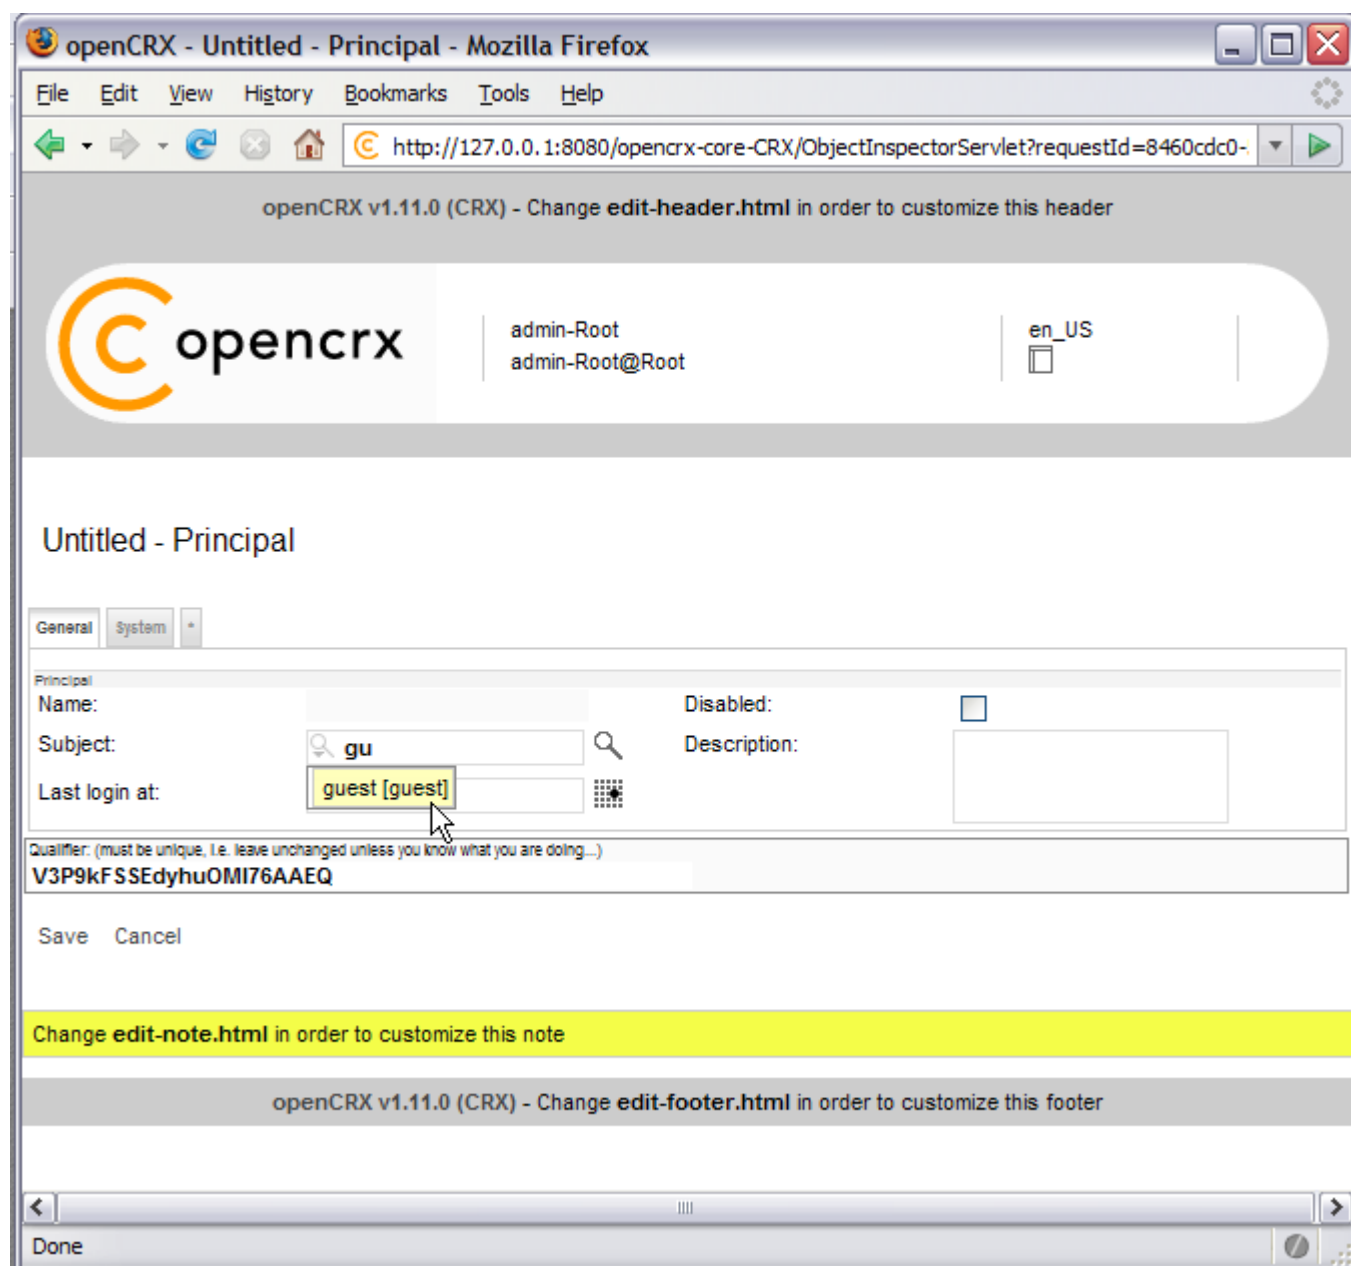 openCRX - Untitled - Principal - Mozilla Firefox
File Edit View History Bookmarks Tools Help
http://127.0.0.1:8080/opencrx-core-CRX/ObjectInspectorServlet?requestId=8460cdc0-
openCRX v1.11.0 (CRX) - Change edit-header.html in order to customize this header
opencrx
admin-Root
admin-Root@Root
en_US
Untitled - Principal
General System *
Principal
Name: Disabled:
Subject: gu Description:
guest [guest]
Last login at:
Qualifier: (must be unique, i.e. leave unchanged unless you know what you are doing...)
V3P9kFSSEdyhuOMI76AAEQ
Save Cancel
Change edit-note.html in order to customize this note
openCRX v1.11.0 (CRX) - Change edit-footer.html in order to customize this footer
Done